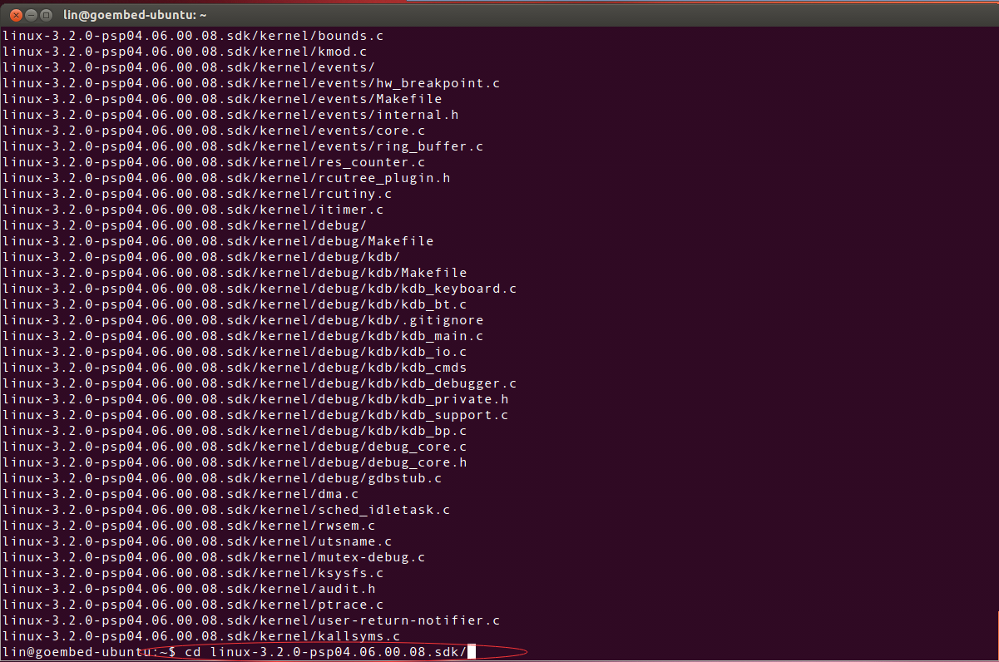 lin@goembed-ubuntu: ~
linux-3.2.0-psp04.06.00.08.sdk/kernel/bounds.c
linux-3.2.0-psp04.06.00.08.sdk/kernel/kmod.c
linux-3.2.0-psp04.06.00.08.sdk/kernel/events/
linux-3.2.0-psp04.06.00.08.sdk/kernel/events/hw_breakpoint.c
linux-3.2.0-psp04.06.00.08.sdk/kernel/events/Makefile
linux-3.2.0-psp04.06.00.08.sdk/kernel/events/internal.h
linux-3.2.0-psp04.06.00.08.sdk/kernel/events/core.c
linux-3.2.0-psp04.06.00.08.sdk/kernel/events/ring_buffer.c
linux-3.2.0-psp04.06.00.08.sdk/kernel/res_counter.c
linux-3.2.0-psp04.06.00.08.sdk/kernel/rcutree_plugin.h
linux-3.2.0-psp04.06.00.08.sdk/kernel/rcutiny.c
linux-3.2.0-psp04.06.00.08.sdk/kernel/itimer.c
linux-3.2.0-psp04.06.00.08.sdk/kernel/debug/
linux-3.2.0-psp04.06.00.08.sdk/kernel/debug/Makefile
linux-3.2.0-psp04.06.00.08.sdk/kernel/debug/kdb/
linux-3.2.0-psp04.06.00.08.sdk/kernel/debug/kdb/Makefile
linux-3.2.0-psp04.06.00.08.sdk/kernel/debug/kdb/kdb_keyboard.c
linux-3.2.0-psp04.06.00.08.sdk/kernel/debug/kdb/kdb_bt.c
linux-3.2.0-psp04.06.00.08.sdk/kernel/debug/kdb/.gitignore
linux-3.2.0-psp04.06.00.08.sdk/kernel/debug/kdb/kdb_main.c
linux-3.2.0-psp04.06.00.08.sdk/kernel/debug/kdb/kdb_io.c
linux-3.2.0-psp04.06.00.08.sdk/kernel/debug/kdb/kdb_cmds
linux-3.2.0-psp04.06.00.08.sdk/kernel/debug/kdb/kdb_debugger.c
linux-3.2.0-psp04.06.00.08.sdk/kernel/debug/kdb/kdb_private.h
linux-3.2.0-psp04.06.00.08.sdk/kernel/debug/kdb/kdb_support.c
linux-3.2.0-psp04.06.00.08.sdk/kernel/debug/kdb/kdb_bp.c
linux-3.2.0-psp04.06.00.08.sdk/kernel/debug/debug_core.c
linux-3.2.0-psp04.06.00.08.sdk/kernel/debug/debug_core.h
linux-3.2.0-psp04.06.00.08.sdk/kernel/debug/gdbstub.c
linux-3.2.0-psp04.06.00.08.sdk/kernel/dma.c
linux-3.2.0-psp04.06.00.08.sdk/kernel/sched_idletask.c
linux-3.2.0-psp04.06.00.08.sdk/kernel/rwsem.c
linux-3.2.0-psp04.06.00.08.sdk/kernel/utsname.c
linux-3.2.0-psp04.06.00.08.sdk/kernel/mutex-debug.c
linux-3.2.0-psp04.06.00.08.sdk/kernel/ksysfs.c
linux-3.2.0-psp04.06.00.08.sdk/kernel/audit.h
linux-3.2.0-psp04.06.00.08.sdk/kernel/ptrace.c
linux-3.2.0-psp04.06.00.08.sdk/kernel/user-return-notifier.c
linux-3.2.0-psp04.06.00.08.sdk/kernel/kallsyms.c
lin@goembed-ubuntu:~$ cd linux-3.2.0-psp04.06.00.08.sdk/